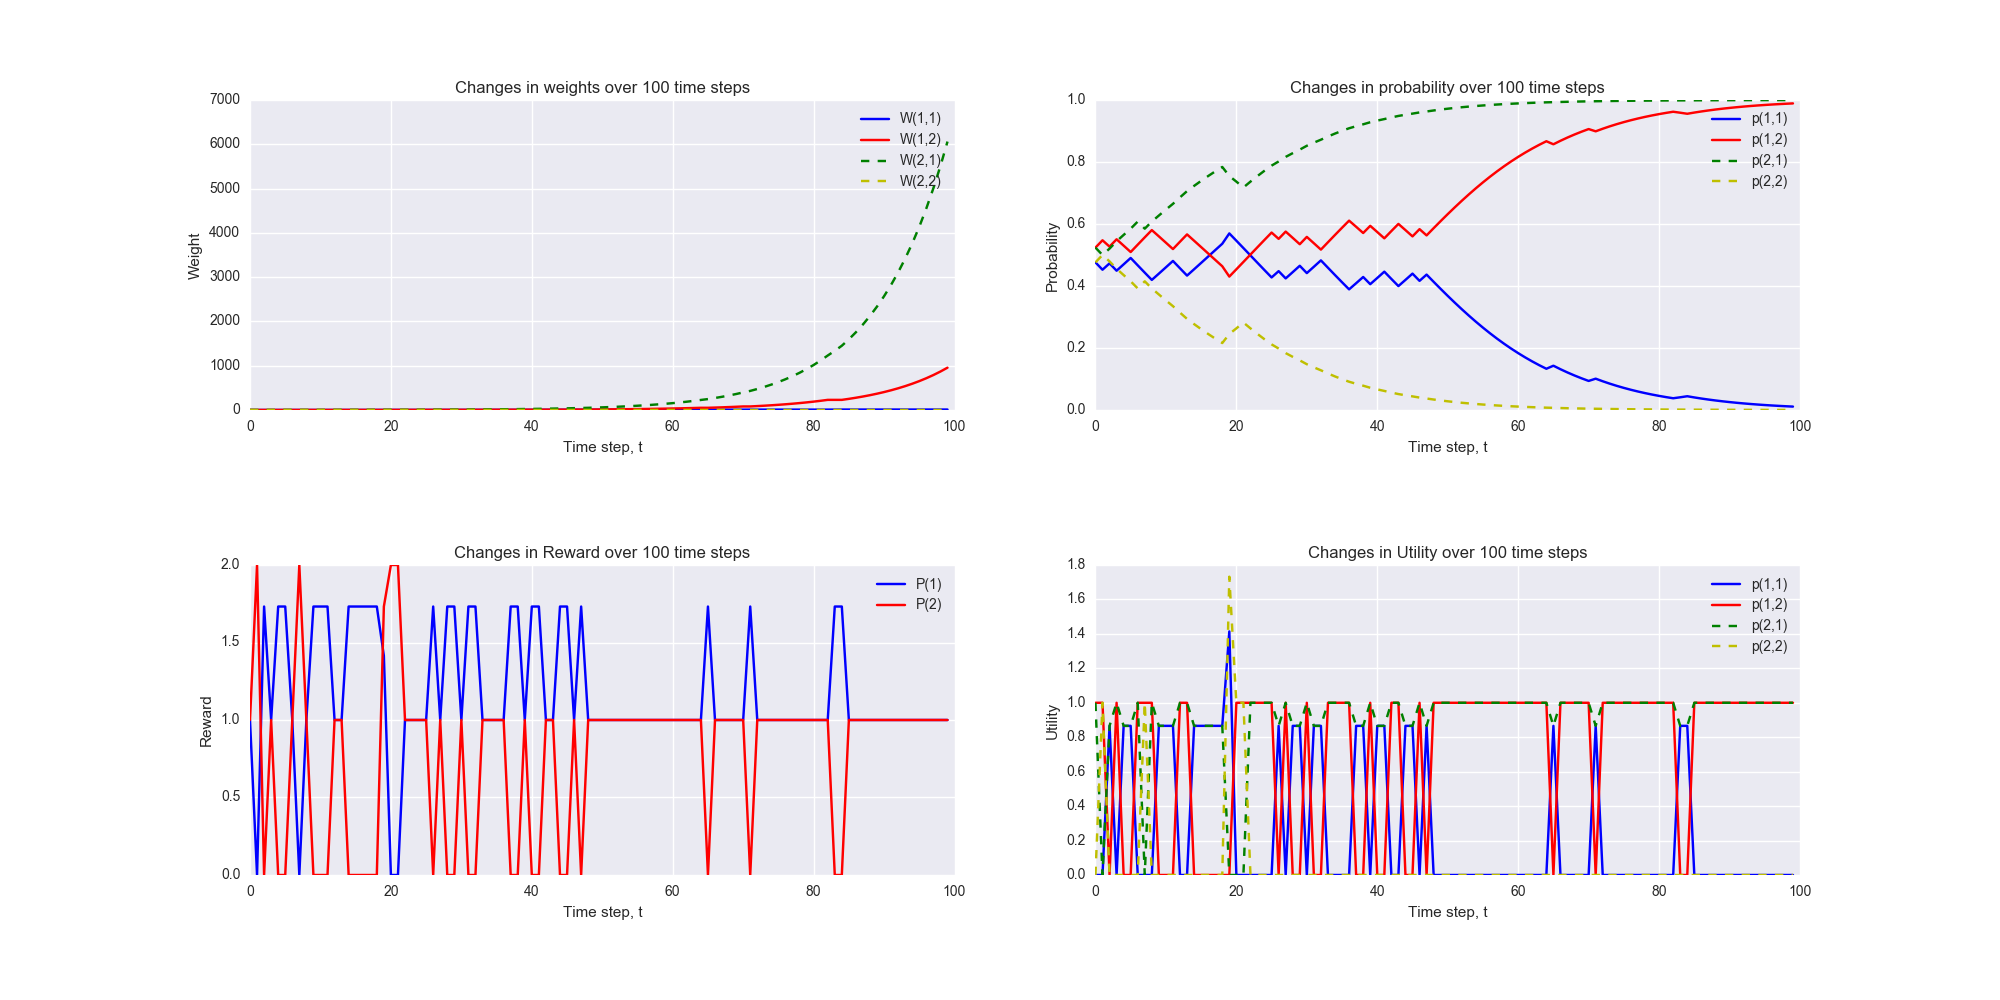 Changes in weights over 100 time steps
7000
6000
5000
4000
3000
2000
1000
0
Weight
W(1,1)
W(1,2)
W(2,1)
W(2,2)
0 20 40 60 80 100
Time step, t
Changes in probability over 100 time steps
1.0
0.8
0.6
0.4
0.2
0.0
Probability
p(1,1)
p(1,2)
p(2,1)
p(2,2)
0 20 40 60 80 100
Time step, t
Changes in Reward over 100 time steps
2.0
1.5
1.0
0.5
0.0
Reward
P(1)
P(2)
0 20 40 60 80 100
Time step, t
Changes in Utility over 100 time steps
1.8
1.6
1.4
1.2
1.0
0.8
0.6
0.4
0.2
0.0
Utility
p(1,1)
p(1,2)
p(2,1)
p(2,2)
0 20 40 60 80 100
Time step, t